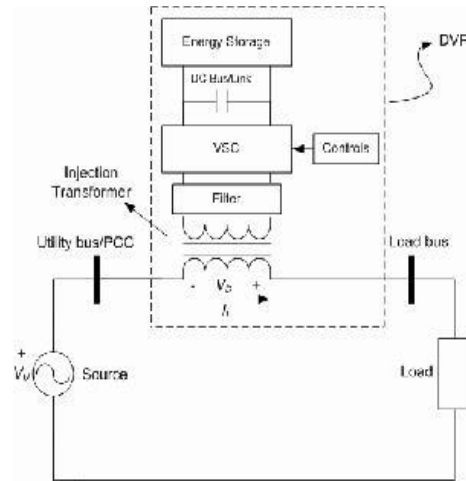 Energy Storage
DVR
DC Bus/Link
VSC
Controls
Injection
Transformer
Filter
Utility bus/PCC
Load bus
- +
+
Source
Load